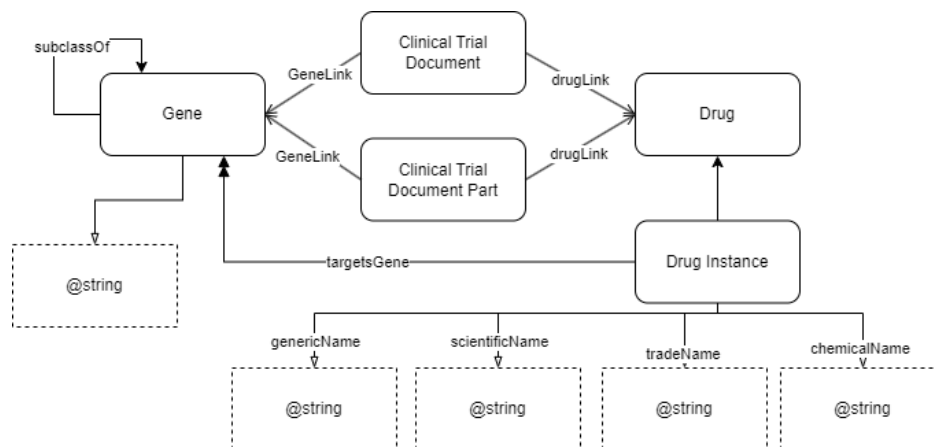 subclassOf
Clinical Trial
Document
GeneLink
drugLink
Gene
Drug
GeneLink
drugLink
Clinical Trial
Document Part
@string
targetsGene
Drug Instance
genericName
scientificName
tradeName
chemicalName
@string
@string
@string
@string